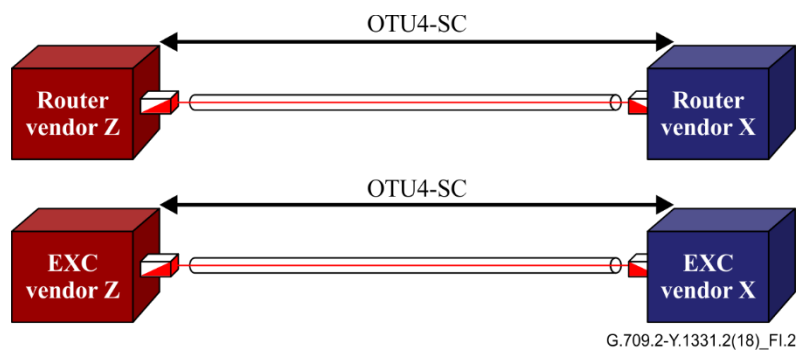 OTU4-SC
Router
vendor Z
Router
vendor X
OTU4-SC
EXC
vendor Z
EXC
vendor X
G.709.2-Y.1331.2(18)_FI.2